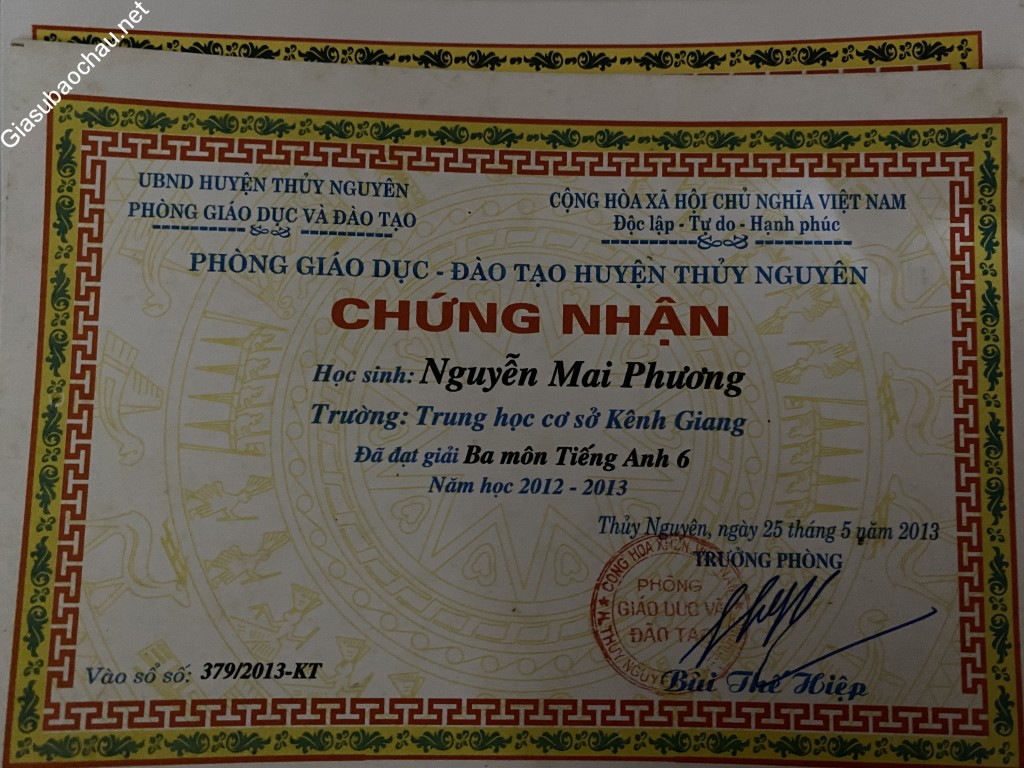 Giasubaochau.net
UBND HUYỆN THỦY NGUYÊN
PHÒNG GIÁO DỤC VÀ ĐÀO TẠO
CỘNG HÒA XÃ HỘI CHỦ NGHĨA VIỆT NAM
Độc lập - Tự do - Hạnh phúc
PHÒNG GIÁO DỤC - ĐÀO TẠO HUYỆN THỦY NGUYÊN
CHỨNG NHẬN
Học sinh: Nguyễn Mai Phương
Trường: Trung học cơ sở Kênh Giang
Đã đạt giải Ba môn Tiếng Anh 6
Năm học 2012 - 2013
Thủy Nguyên, ngày 25 tháng 5 năm 2013
TRƯỞNG PHÒNG
PHÒNG
GIÁO DỤC VÀ
ĐÀO TẠ
Bùi Thế Hiệp
Vào sổ số: 379/2013-KT